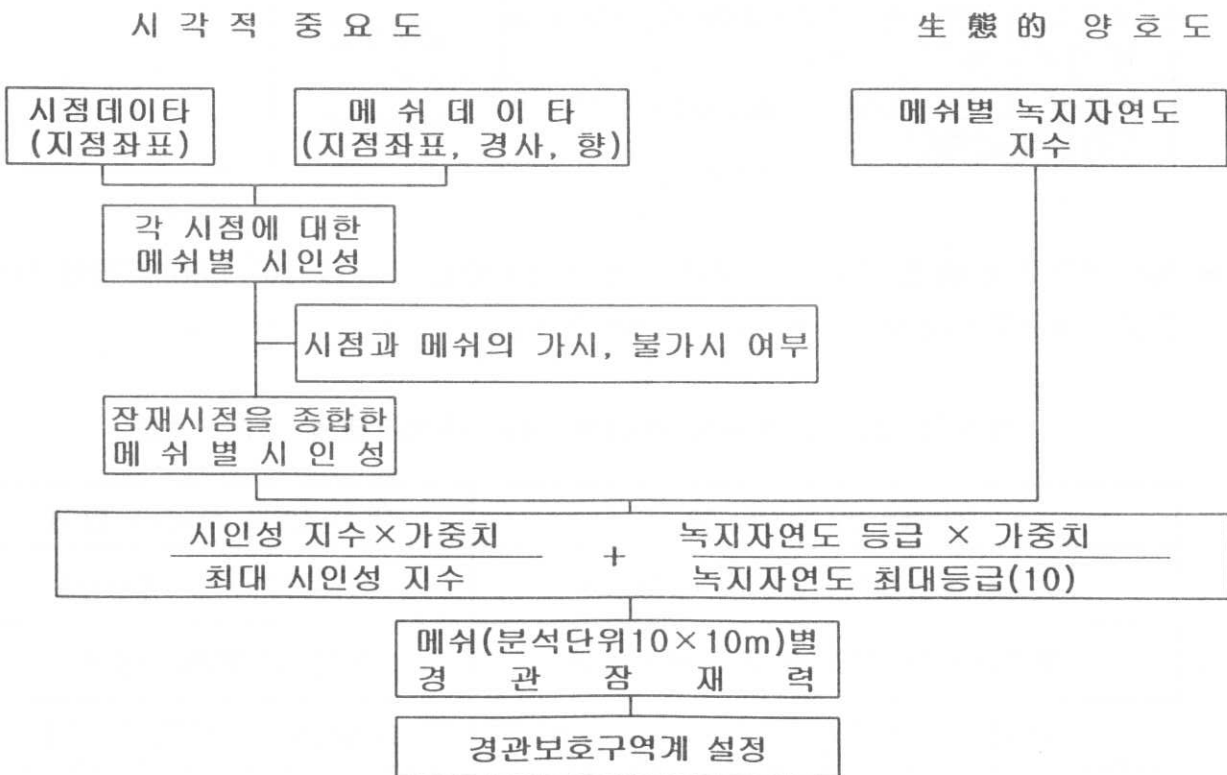 시각적 중요도
生態的 양호도
시점데이타
(지점좌표)
메쉬데이타
(지점좌표, 경사, 향)
메쉬별 녹지자연도
지수
각 시점에 대한
메쉬별 시인성
시점과 메쉬의 가시, 불가시 여부
잠재시점을 종합한
메쉬별시인성
시인성 지수×가중치
최대 시인성 지수
+
녹지자연도 등급 × 가중치
녹지자연도 최대등급(10)
메쉬(분석단위10×10m)별
경관잠재력
경관보호구역계 설정